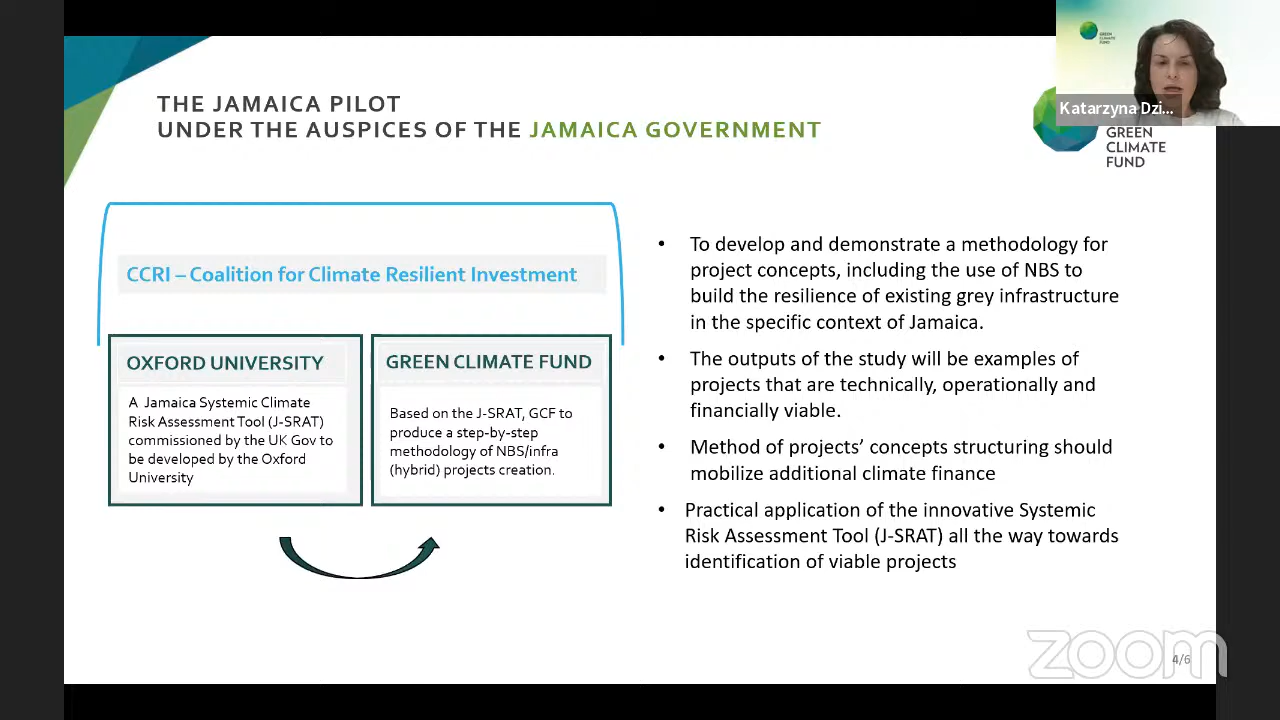 THE JAMAICA PILOT
UNDER THE AUSPICES OF THE JAMAICA GOVERNMENT
Katarzyna Dzi...
GREEN
CLIMATE
FUND
CCRI – Coalition for Climate Resilient Investment
OXFORD UNIVERSITY
A Jamaica Systemic Climate
Risk Assessment Tool (J-SRAT)
commissioned by the UK Gov to
be developed by the Oxford
University
GREEN CLIMATE FUND
Based on the J-SRAT, GCF to
produce a step-by-step
methodology of NBS/infra
(hybrid) projects creation.
• To develop and demonstrate a methodology for
project concepts, including the use of NBS to
build the resilience of existing grey infrastructure
in the specific context of Jamaica.
• The outputs of the study will be examples of
projects that are technically, operationally and
financially viable.
• Method of projects’ concepts structuring should
mobilize additional climate finance
• Practical application of the innovative Systemic
Risk Assessment Tool (J-SRAT) all the way towards
identification of viable projects
zoom
4/6